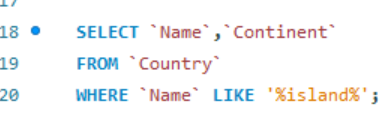 17
18 SELECT `Name`,`Continent`
19 FROM `Country`
20 WHERE `Name` LIKE '%island%';